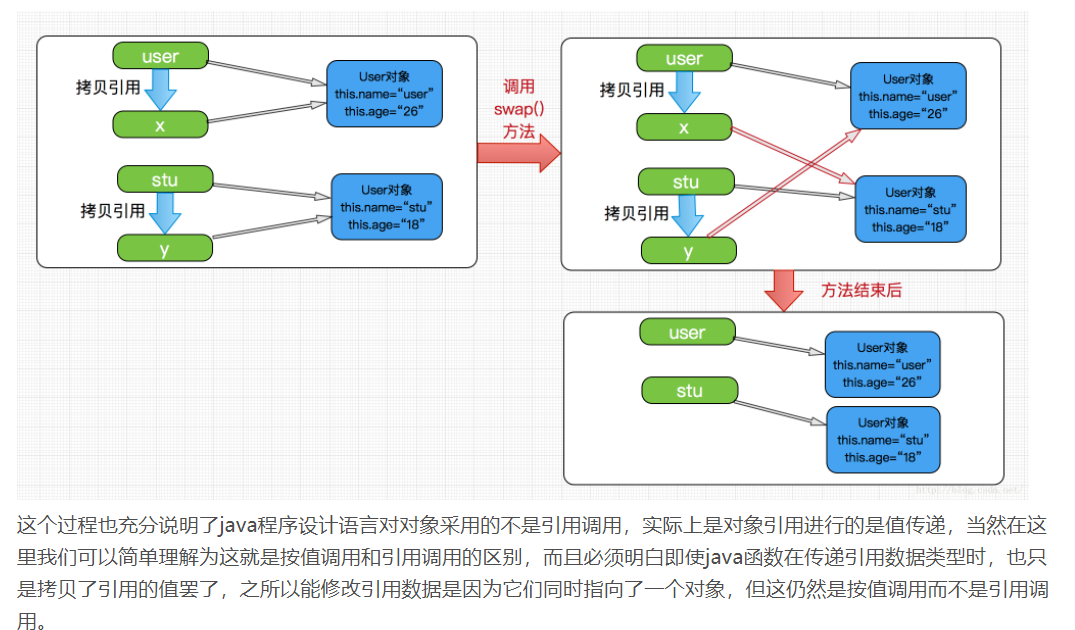 user
拷贝引用
x
User对象
this.name=“user”
this.age=“26”
stu
拷贝引用
y
User对象
this.name=“stu”
this.age=“18”
调用
swap()
方法
user
拷贝引用
x
User对象
this.name=“user”
this.age=“26”
stu
拷贝引用
y
User对象
this.name=“stu”
this.age=“18”
方法结束后
user
User对象
this.name=“user”
this.age=“26”
stu
User对象
this.name=“stu”
this.age=“18”
http://blog.csdn.net/
这个过程也充分说明了java程序设计语言对对象采用的不是引用调用，实际上是对象引用进行的是值传递，当然在这
里我们可以简单理解为这就是按值调用和引用调用的区别，而且必须明白即使java函数在传递引用数据类型时，也只
是拷贝了引用的值罢了，之所以能修改引用数据是因为它们同时指向了一个对象，但这仍然是按值调用而不是引用调
用。